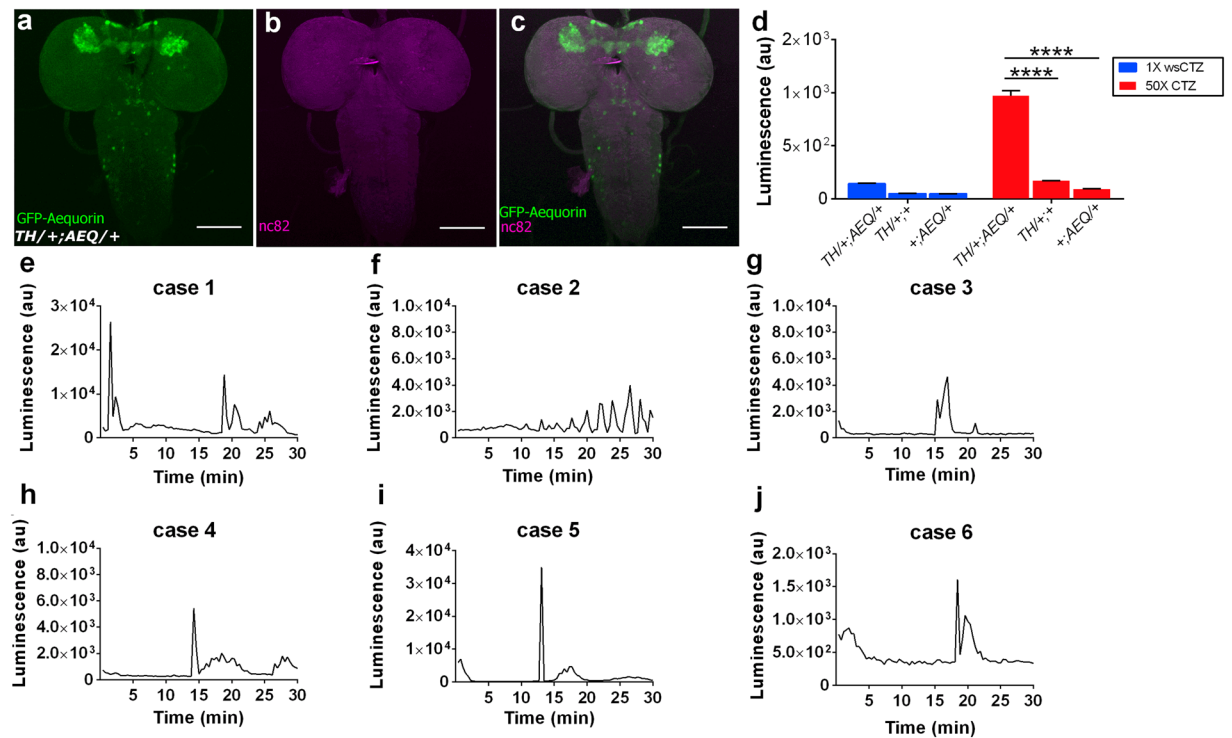 a
GFP-Aequorin
TH/+;AEQ/+
b
nc82
c
GFP-Aequorin
nc82
d
Luminescence (au)
2×10³
1×10³
5×10²
0
****
****
1X wsCTZ
50X CTZ
TH/+;AEQ/+
TH/+;+
+;AEQ/+
TH/+;AEQ/+
TH/+;+
+;AEQ/+
e
case 1
Luminescence (au)
3×10⁴
2×10⁴
1×10⁴
0
5 10 15 20 25 30
Time (min)
f
case 2
Luminescence (au)
1.0×10⁴
8.0×10³
6.0×10³
4.0×10³
2.0×10³
0
5 10 15 20 25 30
Time (min)
g
case 3
Luminescence (au)
1.0×10⁴
8.0×10³
6.0×10³
4.0×10³
2.0×10³
0
5 10 15 20 25 30
Time (min)
h
case 4
Luminescence (au)
1.0×10⁴
8.0×10³
6.0×10³
4.0×10³
2.0×10³
0
5 10 15 20 25 30
Time (min)
i
case 5
Luminescence (au)
4×10⁴
3×10⁴
2×10⁴
1×10⁴
0
5 10 15 20 25 30
Time (min)
j
case 6
Luminescence (au)
2.0×10³
1.5×10³
1.0×10³
5.0×10²
0
5 10 15 20 25 30
Time (min)